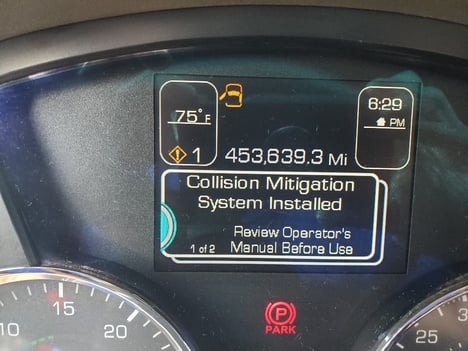 75°F
6:29
PM
! 1
453,639.3 Mi
Collision Mitigation
System Installed
Review Operator's
1 of 2 Manual Before Use
P
PARK
10 15 20
25